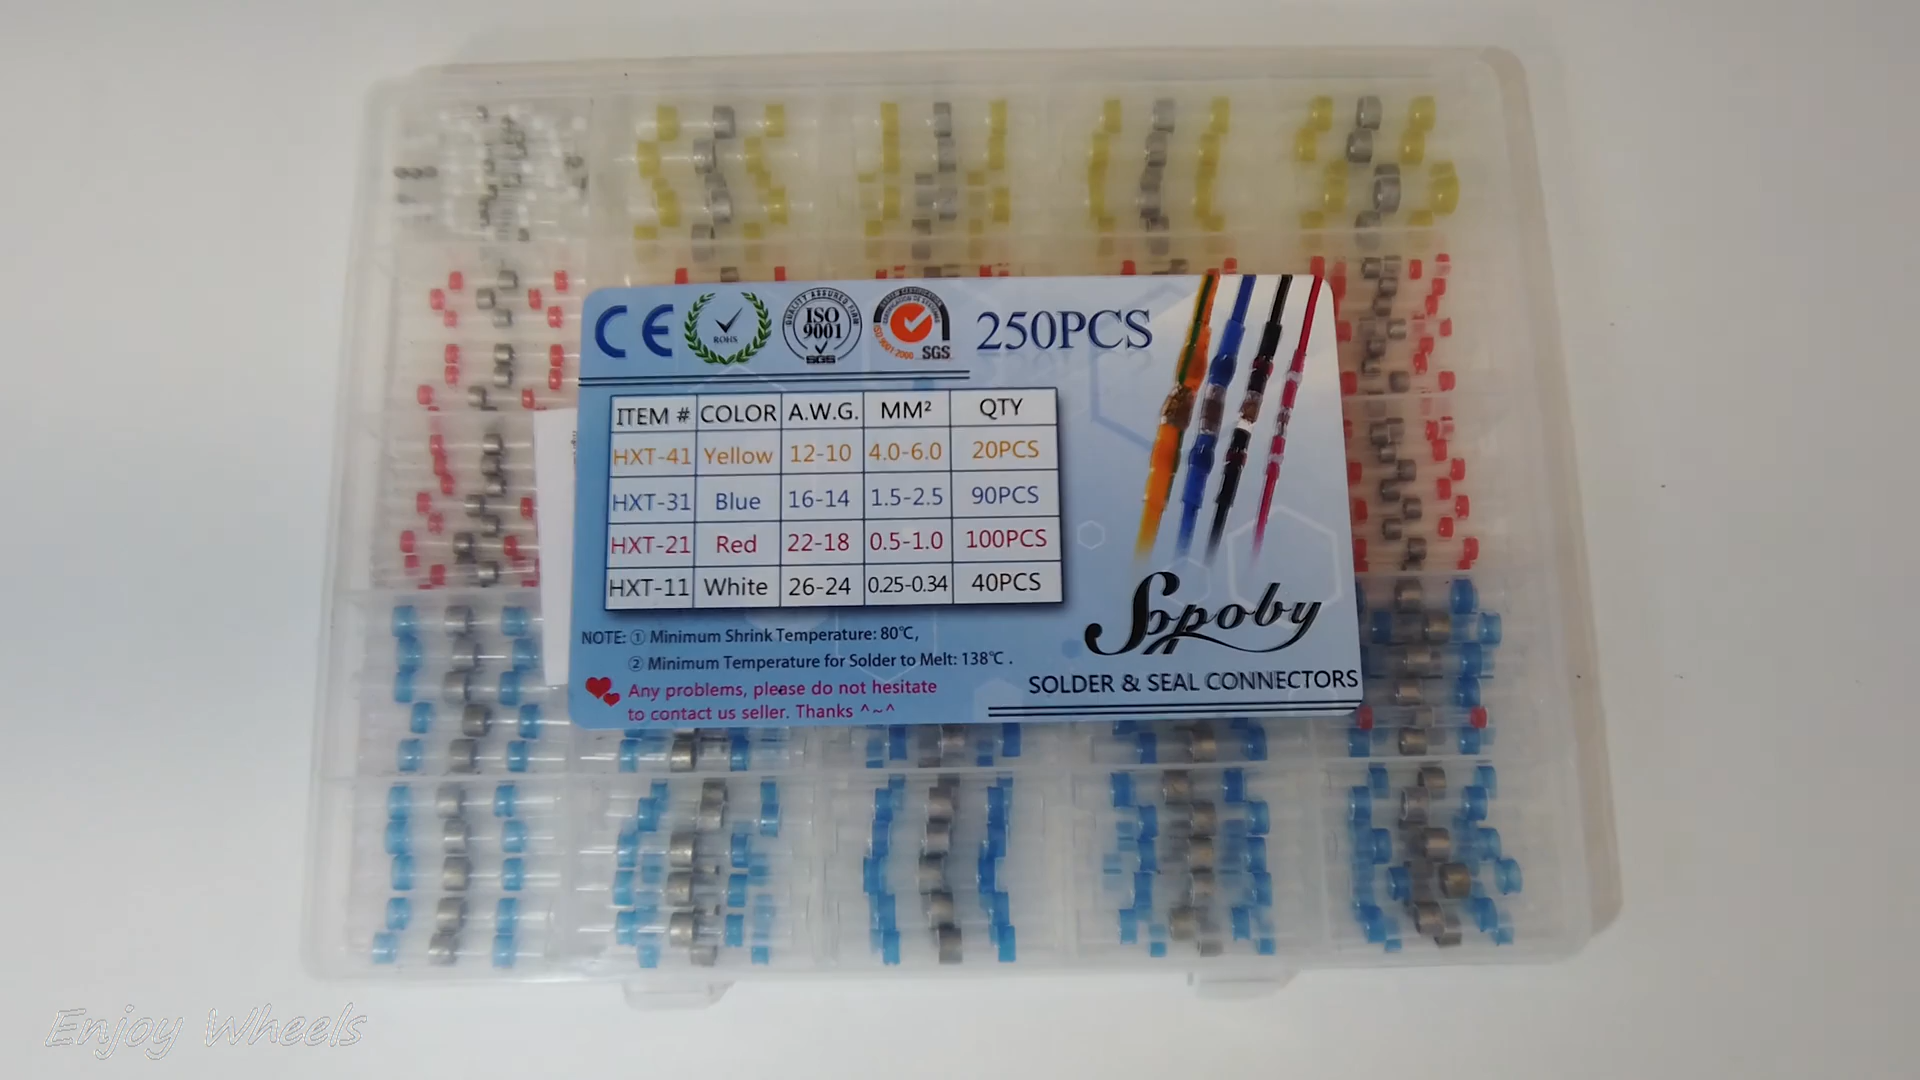 CE
ROHS
QUALITY ASSURED FIRM
ISO
9001
SGS
ISO 9001:2000
SGS
250PCS
ITEM # COLOR A.W.G. MM² QTY
HXT-41 Yellow 12-10 4.0-6.0 20PCS
HXT-31 Blue 16-14 1.5-2.5 90PCS
HXT-21 Red 22-18 0.5-1.0 100PCS
HXT-11 White 26-24 0.25-0.34 40PCS
NOTE: ① Minimum Shrink Temperature: 80℃,
② Minimum Temperature for Solder to Melt: 138℃ .
Any problems, please do not hesitate
to contact us seller. Thanks ^~^
Sopoby
SOLDER & SEAL CONNECTORS
Enjoy Wheels